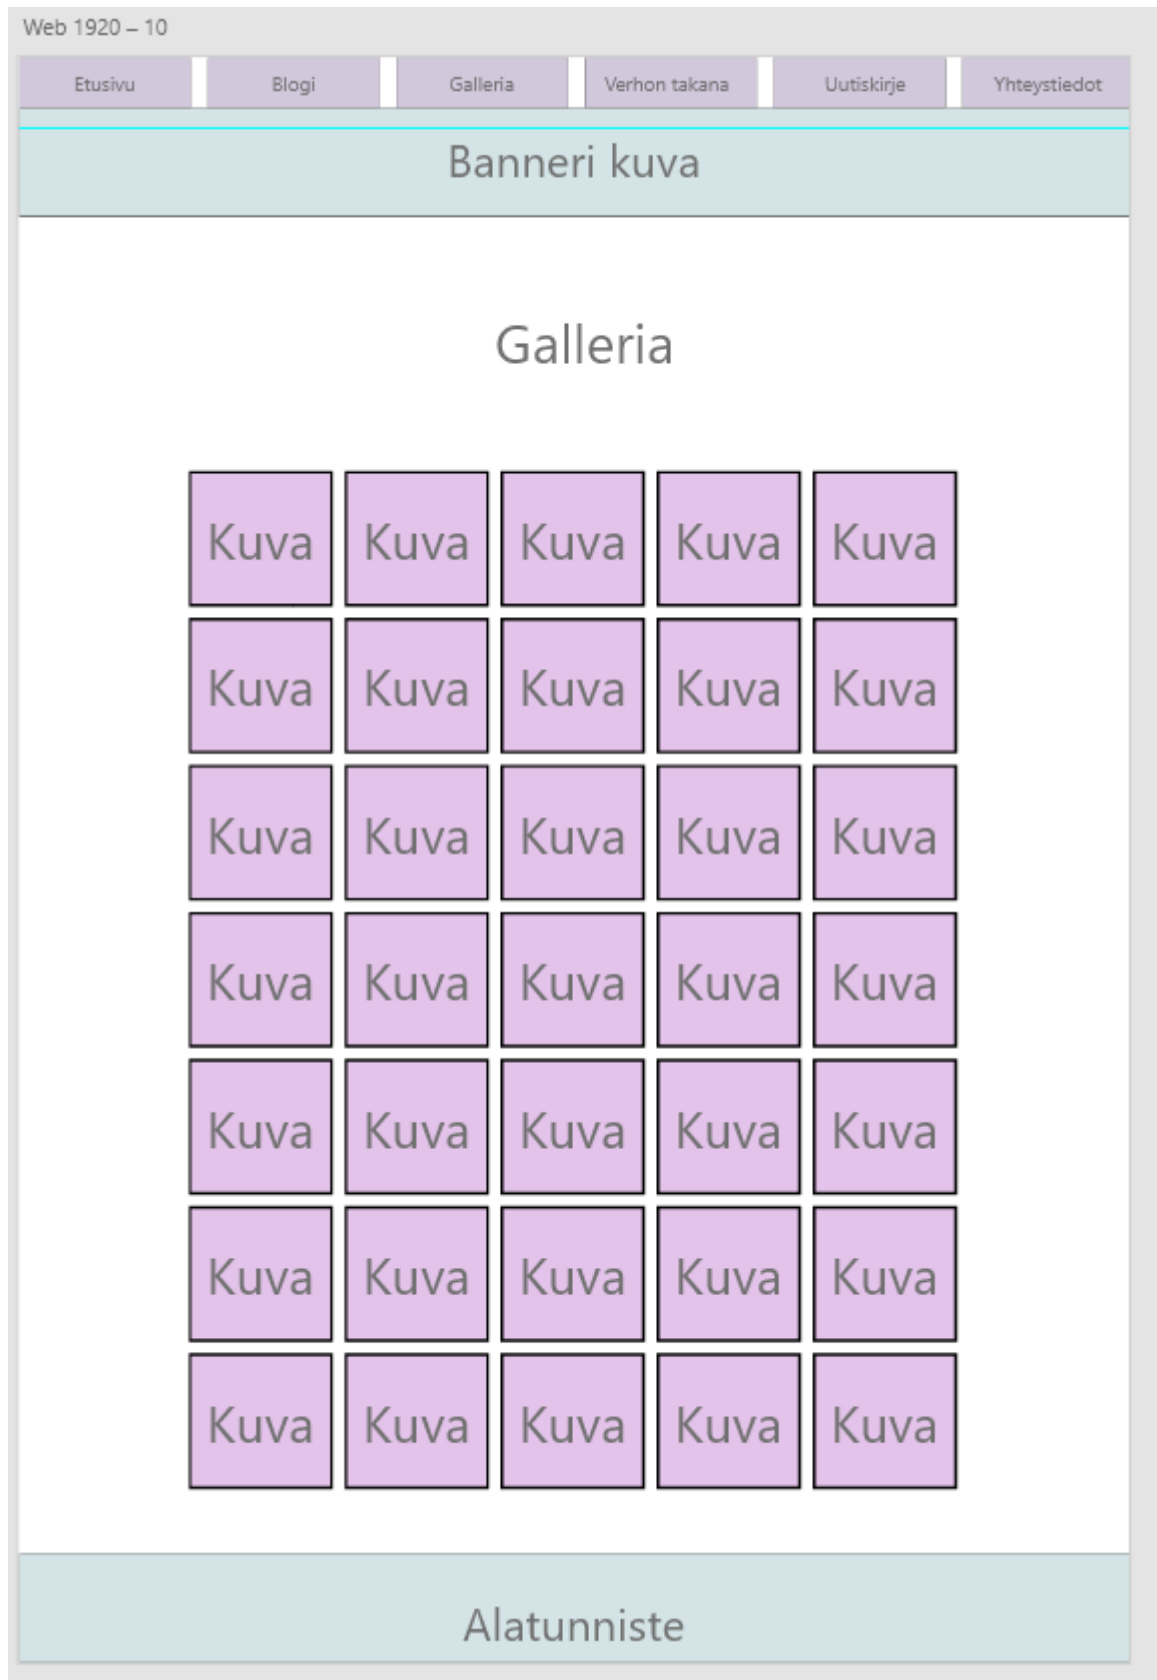 Web 1920 – 10
Etusivu Blogi Galleria Verhon takana Uutiskirje Yhteystiedot
Banneri kuva
Galleria
Kuva Kuva Kuva Kuva Kuva
Kuva Kuva Kuva Kuva Kuva
Kuva Kuva Kuva Kuva Kuva
Kuva Kuva Kuva Kuva Kuva
Kuva Kuva Kuva Kuva Kuva
Kuva Kuva Kuva Kuva Kuva
Kuva Kuva Kuva Kuva Kuva
Alatunniste